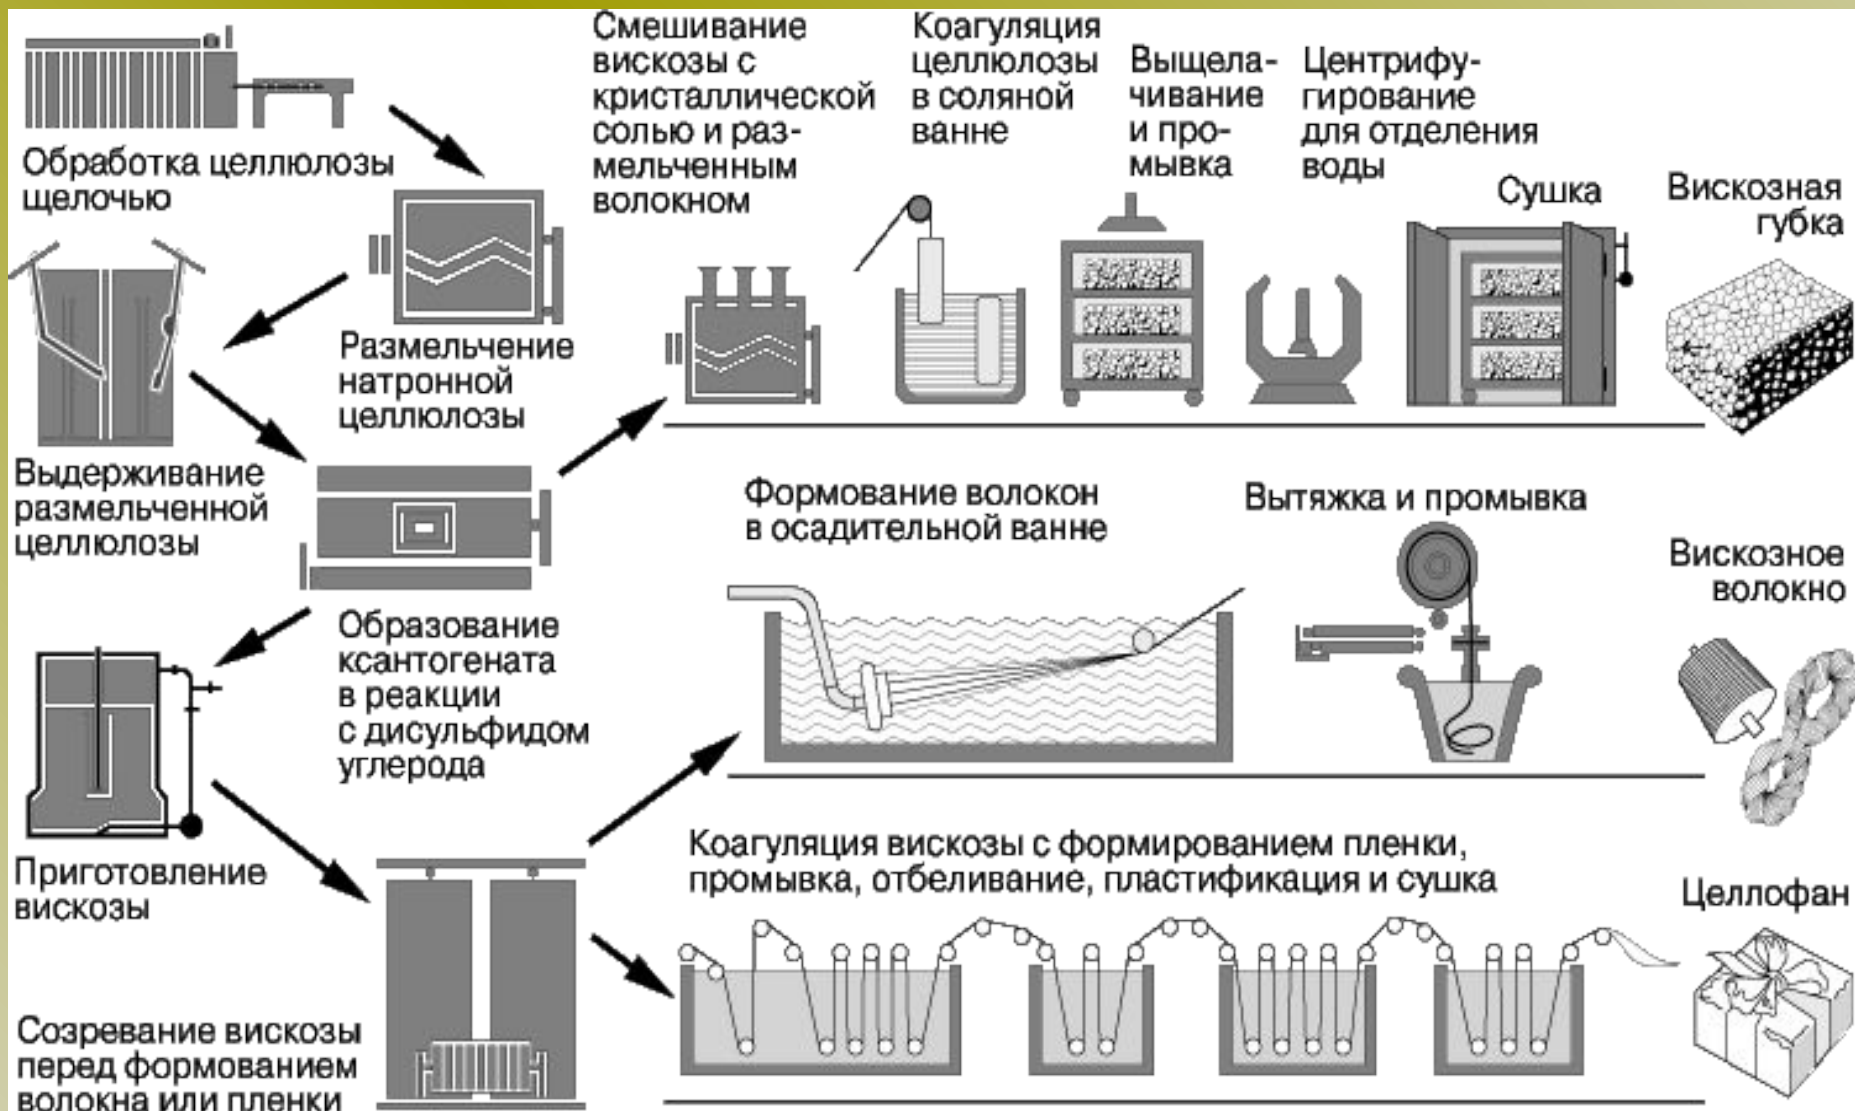 Обработка целлюлозы
щелочью
Размельчение
натронной
целлюлозы
Выдерживание
размельченной
целлюлозы
Образование
ксантогената
в реакции
с дисульфидом
углерода
Приготовление
вискозы
Созревание вискозы
перед формованием
волокна или пленки
Смешивание
вискозы с
кристаллической
солью и раз-
мельченным
волокном
Коагуляция
целлюлозы
в соляной
ванне
Выщела-
чивание
и про-
мывка
Центрифу-
гирование
для отделения
воды
Сушка
Вискозная
губка
Формование волокон
в осадительной ванне
Вытяжка и промывка
Вискозное
волокно
Коагуляция вискозы с формированием пленки,
промывка, отбеливание, пластификация и сушка
Целлофан